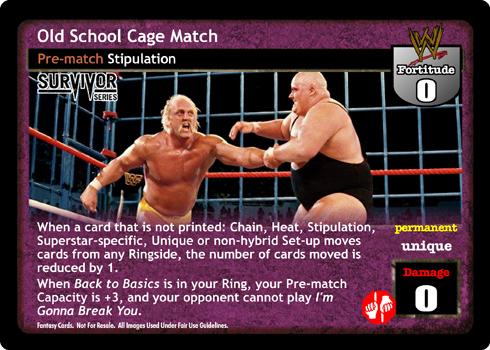 Old School Cage Match
Pre-match Stipulation
SURVIVOR
SERIES
W
Fortitude
0
When a card that is not printed: Chain, Heat, Stipulation,
Superstar-specific, Unique or non-hybrid Set-up moves
cards from any Ringside, the number of cards moved is
reduced by 1.
When Back to Basics is in your Ring, your Pre-match
Capacity is +3, and your opponent cannot play I'm
Gonna Break You.
permanent
unique
Damage
0
Fantasy Cards. Not For Resale. All Images Used Under Fair Use Guidelines.